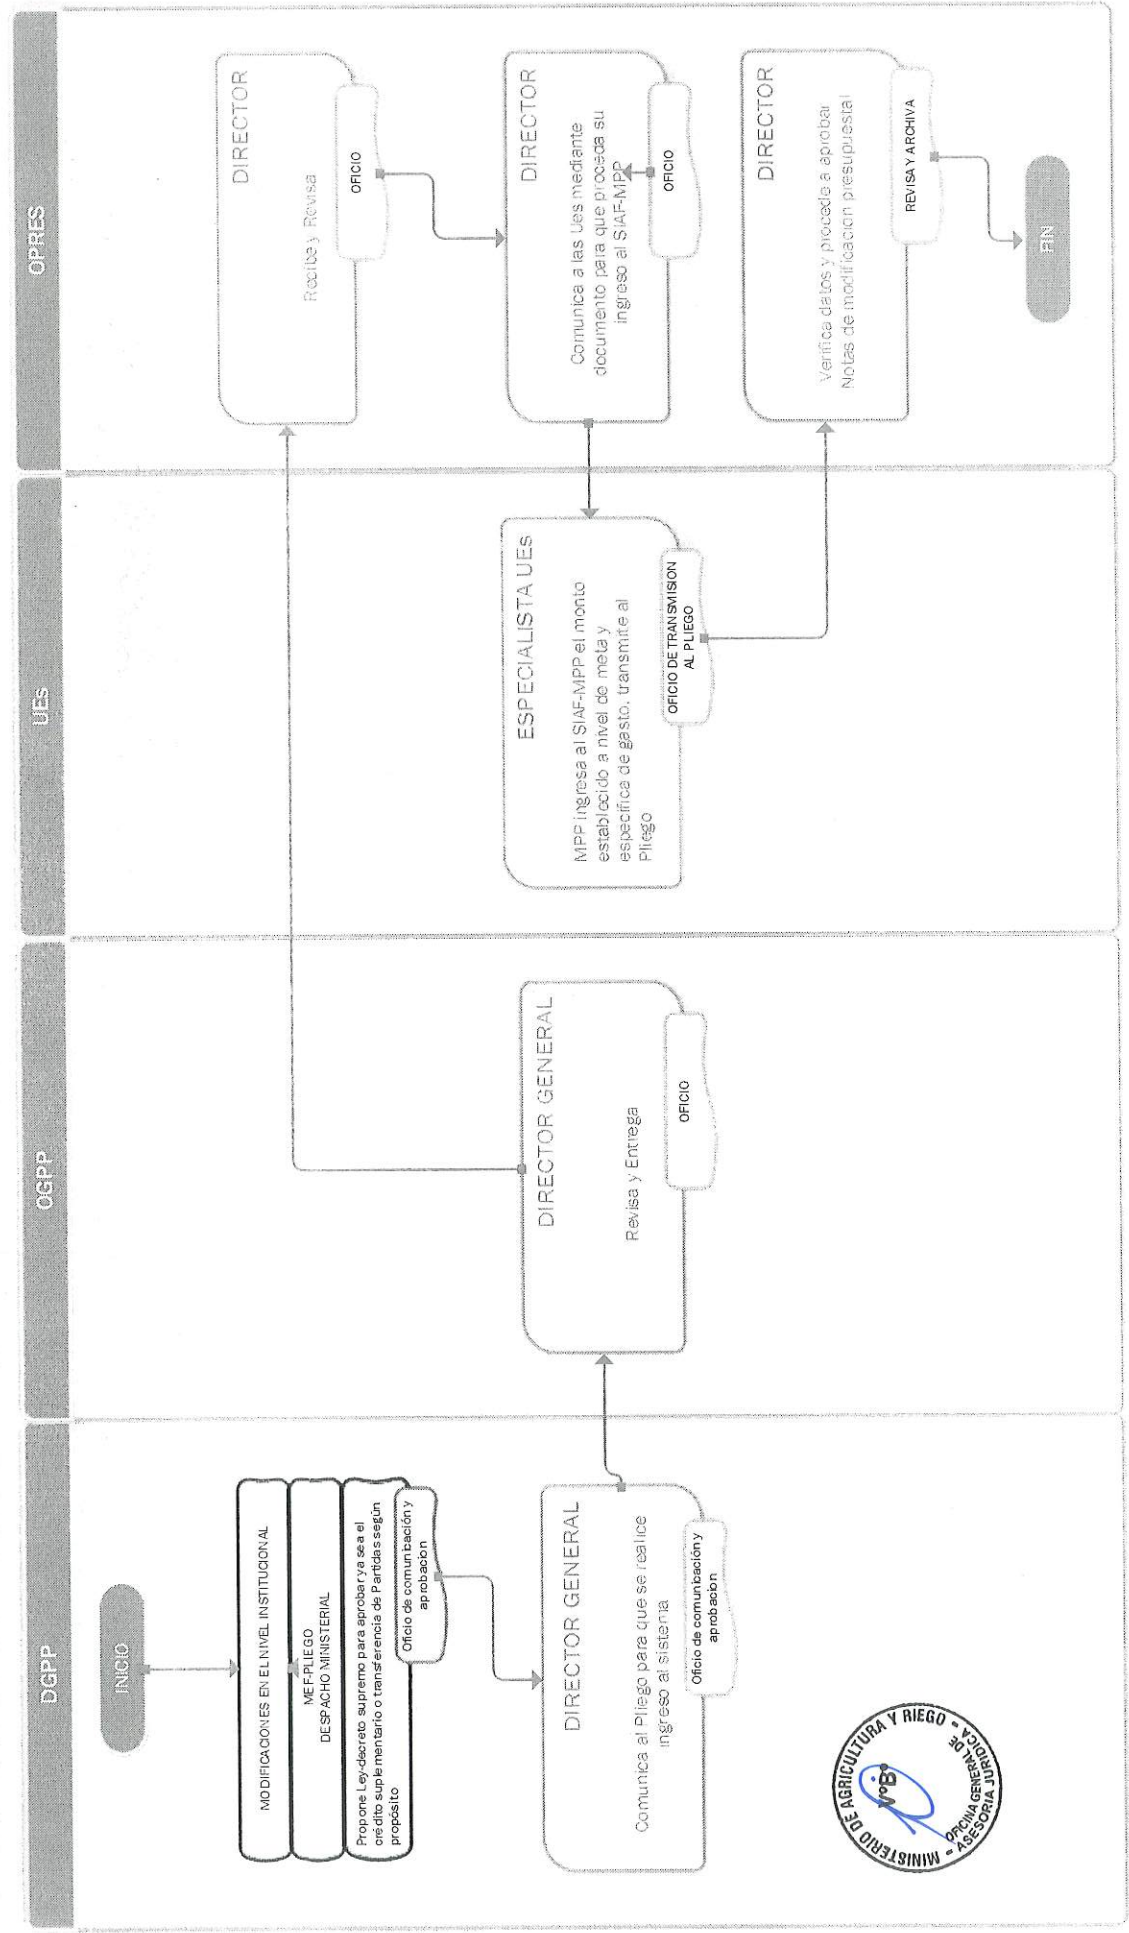 DGPP
OGPP
UEs
OPRES
INICIO
MODIFICACIONES EN EL NIVEL INSTITUCIONAL
MEF-PLIEGO
DESPACHO MINISTERIAL
Propone Ley-decreto supremo para aprobar ya sea el
crédito suplementario o transferencia de Partidas según
propósito
Oficio de comunicación y
aprobacion
DIRECTOR GENERAL
Comunica al Pliego para que se realice
ingreso al sistema
Oficio de comunicación y
aprobacion
DIRECTOR GENERAL
Revisa y Entrega
OFICIO
DIRECTOR
Recibe y Revisa
OFICIO
DIRECTOR
Comunica a las Ues mediante
documento para que proceda su
ingreso al SIAF-MPP
OFICIO
ESPECIALISTA UEs
MPP ingresa al SIAF-MPP el monto
establecido a nivel de meta y
especifica de gasto, transmite al
Pliego
OFICIO DE TRANSMISION
AL PLIEGO
DIRECTOR
Verifica datos y procede a aprobar
Notas de modificacion presupuestal
REVISA Y ARCHIVA
FIN
MINISTERIO DE AGRICULTURA Y RIEGO
V°B°
OFICINA GENERAL DE
ASESORIA JURIDICA